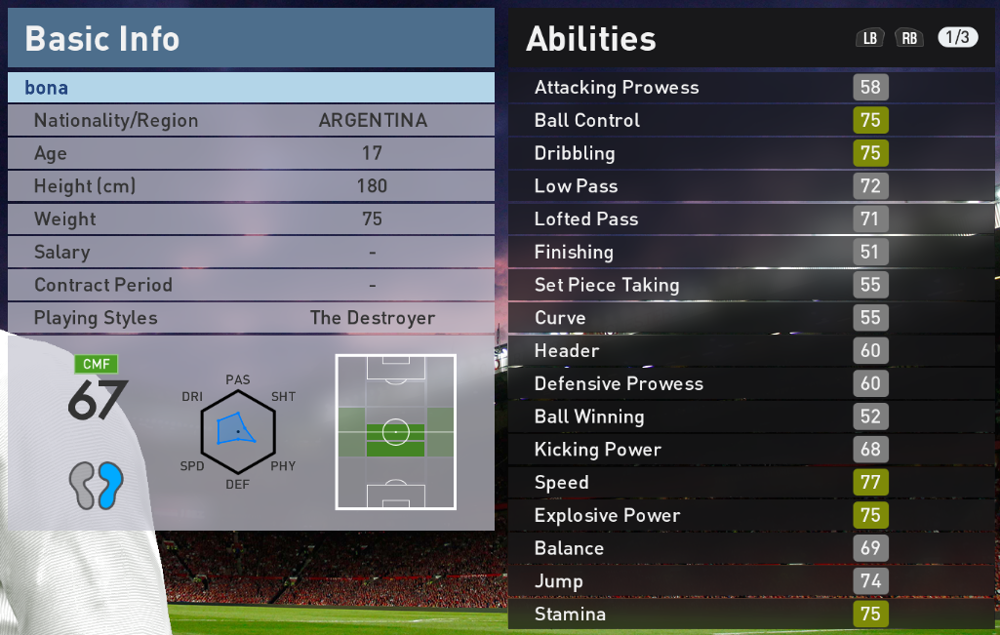 Basic Info
bona
Nationality/Region ARGENTINA
Age 17
Height (cm) 180
Weight 75
Salary -
Contract Period -
Playing Styles The Destroyer
CMF
67
PAS
DRI SHT
SPD PHY
DEF
Abilities LB RB 1/3
Attacking Prowess 58
Ball Control 75
Dribbling 75
Low Pass 72
Lofted Pass 71
Finishing 51
Set Piece Taking 55
Curve 55
Header 60
Defensive Prowess 60
Ball Winning 52
Kicking Power 68
Speed 77
Explosive Power 75
Balance 69
Jump 74
Stamina 75